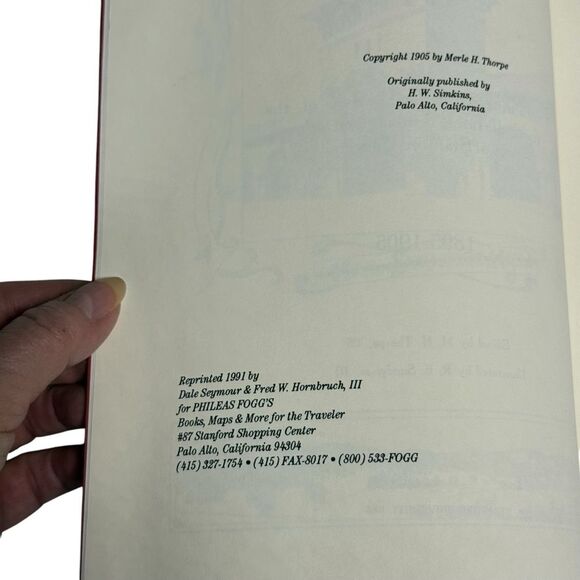 Copyright 1905 by Merle H. Thorpe
Originally published by
H. W. Simkins,
Palo Alto, California
1895-1905
Reprinted 1991 by
Dale Seymour & Fred W. Hornbruch, III
for PHILEAS FOGG'S
Books, Maps & More for the Traveler
#87 Stanford Shopping Center
Palo Alto, California 94304
(415) 327-1754 • (415) FAX-8017 • (800) 533-FOGG